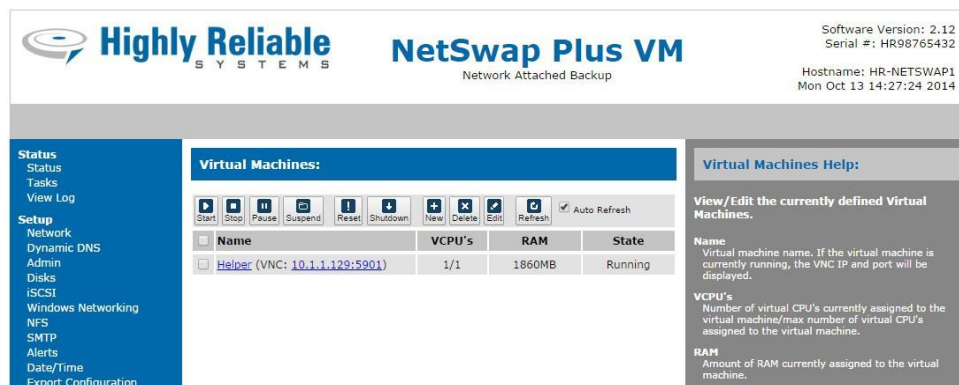 Highly Reliable
SYSTEMS
NetSwap Plus VM
Network Attached Backup
Software Version: 2.12
Serial #: HR98765432
Hostname: HR-NETSWAP1
Mon Oct 13 14:27:24 2014
Status
Status
Tasks
View Log
Setup
Network
Dynamic DNS
Admin
Disks
iSCSI
Windows Networking
NFS
SMTP
Alerts
Date/Time
Export Configuration
Virtual Machines:
Start Stop Pause Suspend Reset Shutdown New Delete Edit Refresh Auto Refresh
Name VCPU's RAM State
Helper (VNC: 10.1.1.129:5901) 1/1 1860MB Running
Virtual Machines Help:
View/Edit the currently defined Virtual
Machines.
Name
Virtual machine name. If the virtual machine is
currently running, the VNC IP and port will be
displayed.
VCPU's
Number of virtual CPU's currently assigned to the
virtual machine/max number of virtual CPU's
assigned to the virtual machine.
RAM
Amount of RAM currently assigned to the virtual
machine.